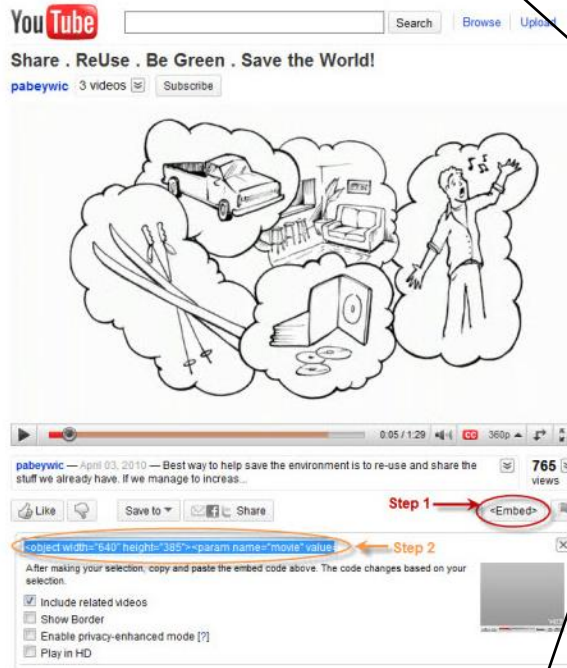 You Tube
Search Browse Upload
Share . ReUse . Be Green . Save the World!
pabeywic 3 videos Subscribe
0:05 / 1:29 CC 360p
pabeywic — April 03, 2010 — Best way to help save the environment is to re-use and share the 765
stuff we already have. If we manage to increas... views
Like Save to Share Step 1 <Embed>
<object width="640" height="385"><param name="movie" value= Step 2
After making your selection, copy and paste the embed code above. The code changes based on your
selection.
Include related videos
Show Border
Enable privacy-enhanced mode [?]
Play in HD
HD